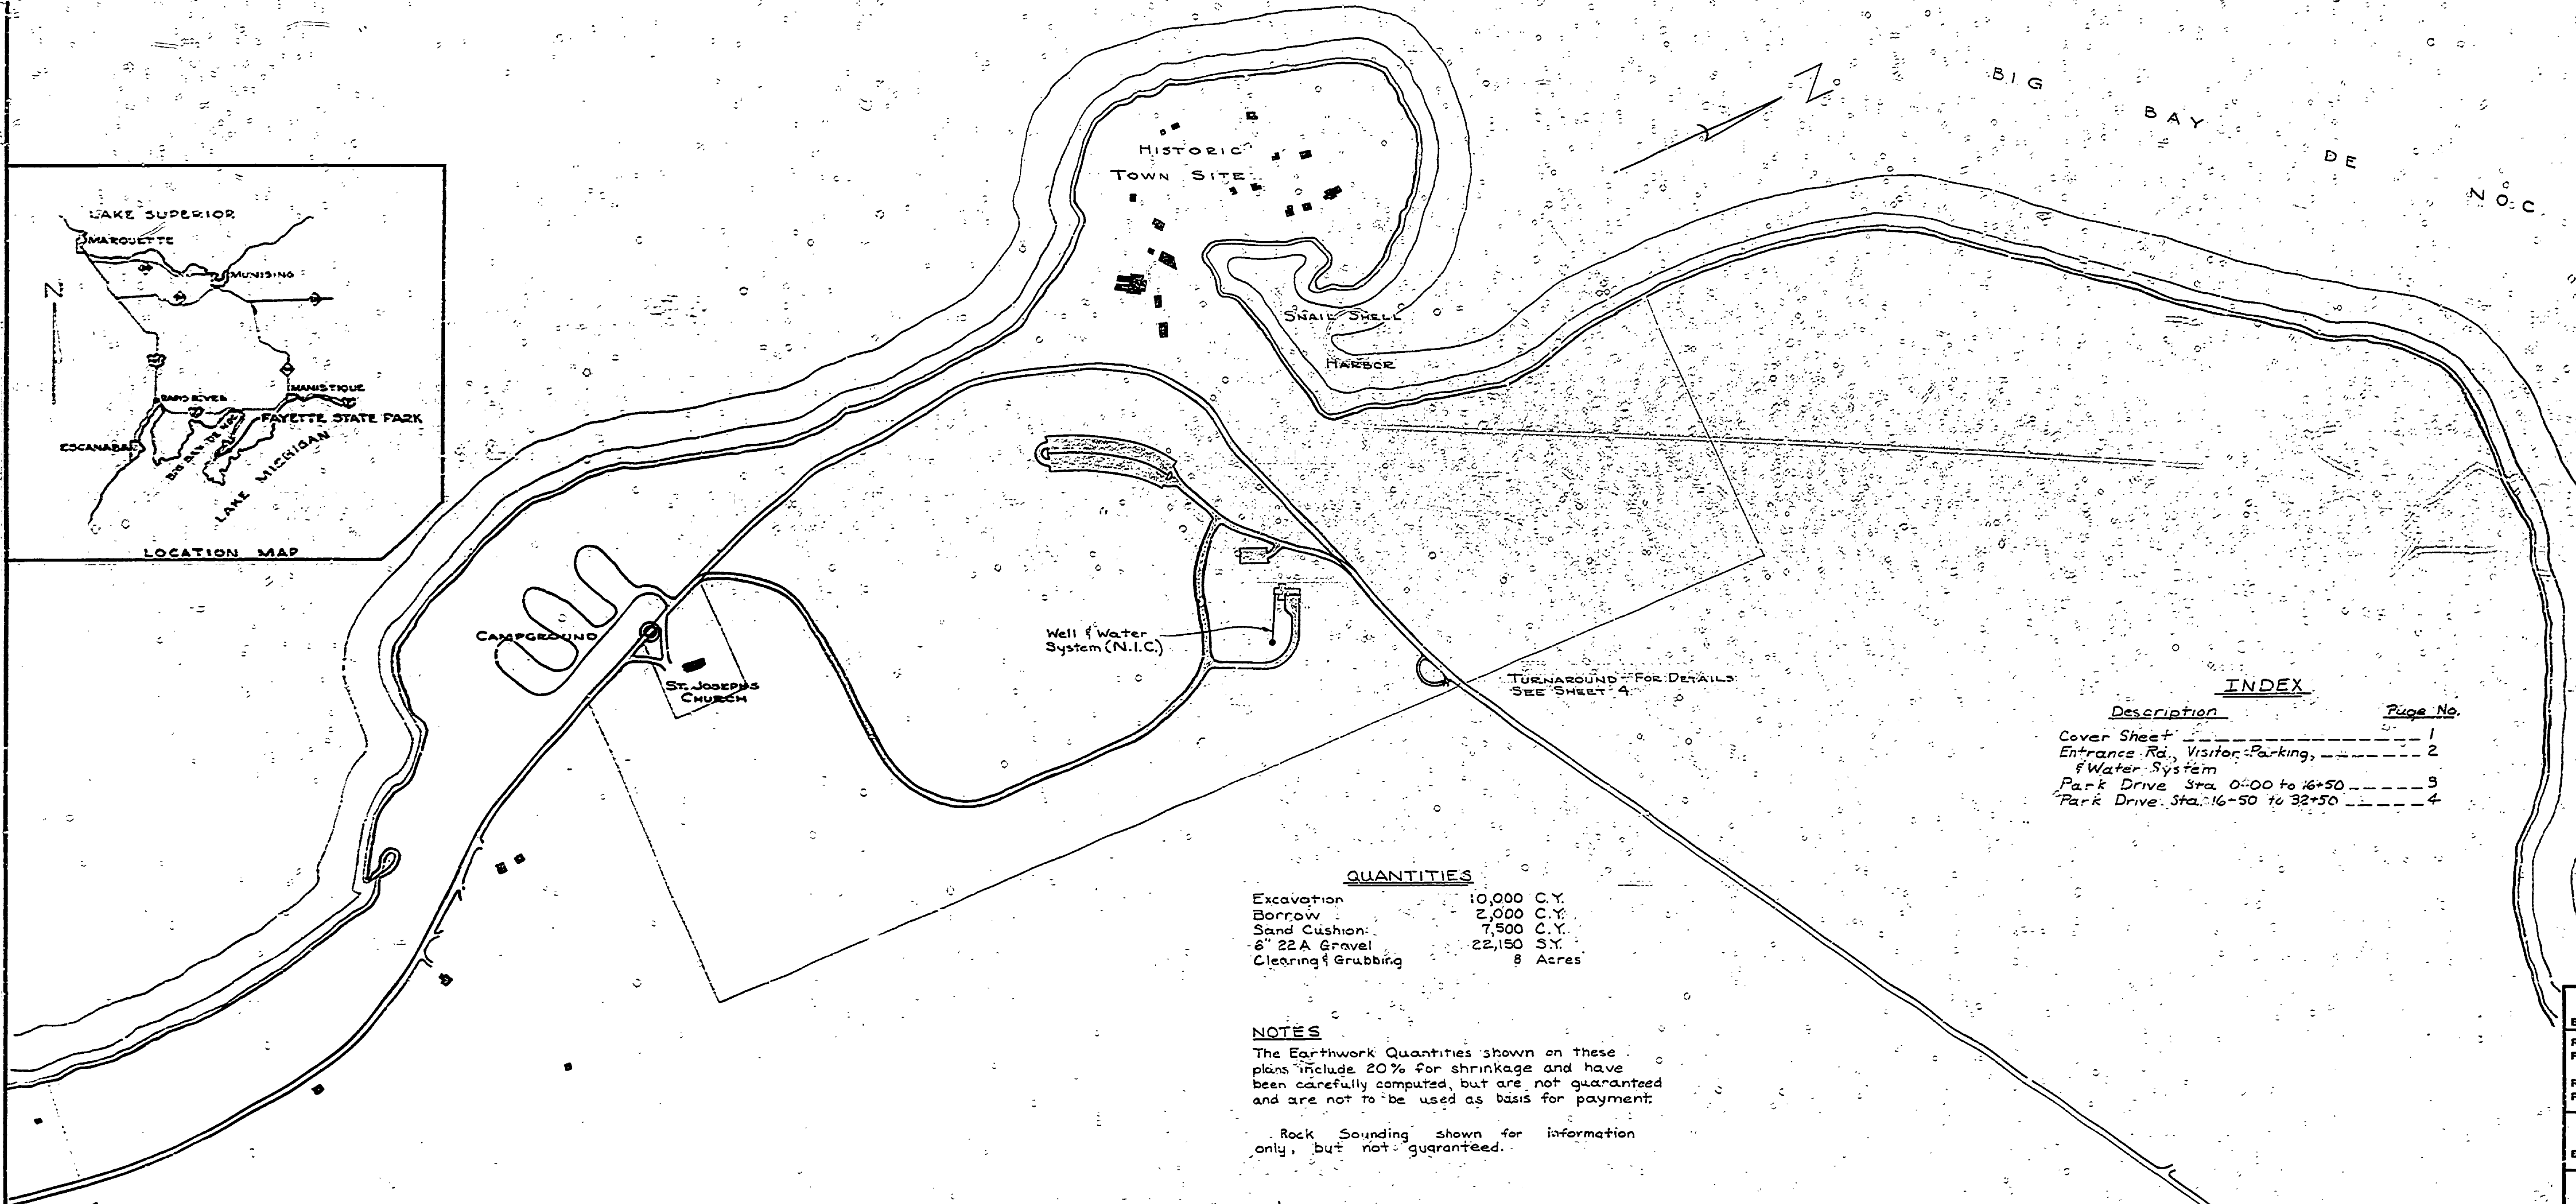 BIG BAY DE NOC
N
HISTORIC
TOWN SITE
SNAIL SHELL
HARBOR
LAKE SUPERIOR
MARQUETTE
MUNISING
N
RAPID RIVER
MANISTIQUE
FAYETTE STATE PARK
ESCANABA
BIG BAY DE NOC
LAKE MICHIGAN
LOCATION MAP
CAMPGROUND
ST. JOSEPHS
CHURCH
Well & Water
System (N.I.C.)
TURNAROUND - FOR DETAILS
SEE SHEET 4
INDEX
Description Page No.
Cover Sheet 1
Entrance Rd., Visitor Parking, 2
& Water System
Park Drive Sta. 0+00 to 16+50 3
Park Drive Sta. 16+50 to 32+50 4
QUANTITIES
Excavation 10,000 C.Y.
Borrow 2,000 C.Y.
Sand Cushion 7,500 C.Y.
6" 22A Gravel 22,150 S.Y.
Clearing & Grubbing 8 Acres
NOTES
The Earthwork Quantities shown on these
plans include 20% for shrinkage and have
been carefully computed, but are not guaranteed
and are not to be used as basis for payment.
Rock Sounding shown for information
only, but not guaranteed.